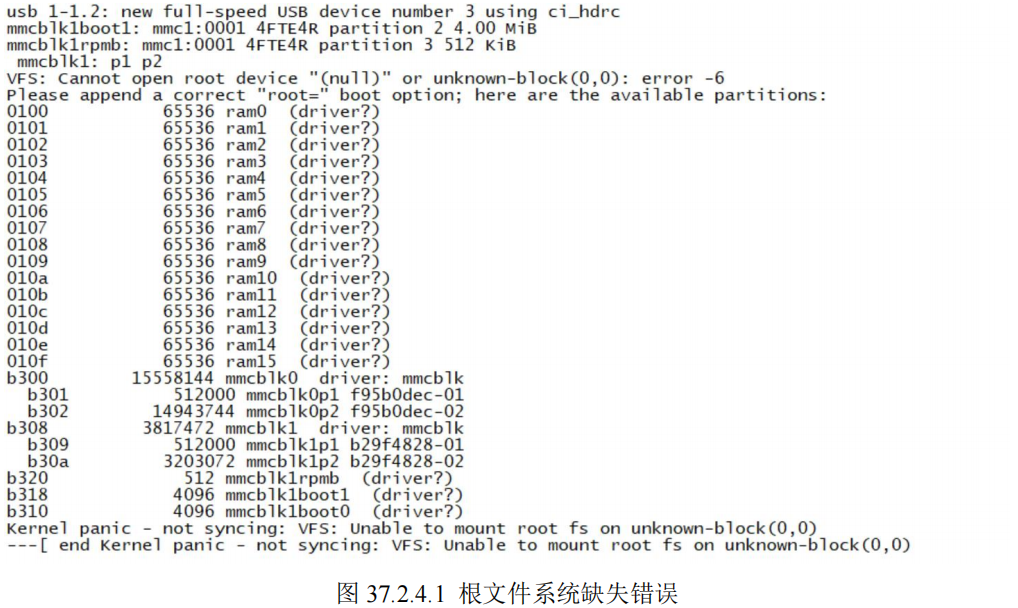 usb 1-1.2: new full-speed USB device number 3 using ci_hdrc
mmcblk1boot1: mmc1:0001 4FTE4R partition 2 4.00 MiB
mmcblk1rpmb: mmc1:0001 4FTE4R partition 3 512 KiB
 mmcblk1: p1 p2
VFS: Cannot open root device "(null)" or unknown-block(0,0): error -6
Please append a correct "root=" boot option; here are the available partitions:
0100           65536 ram0  (driver?)
0101           65536 ram1  (driver?)
0102           65536 ram2  (driver?)
0103           65536 ram3  (driver?)
0104           65536 ram4  (driver?)
0105           65536 ram5  (driver?)
0106           65536 ram6  (driver?)
0107           65536 ram7  (driver?)
0108           65536 ram8  (driver?)
0109           65536 ram9  (driver?)
010a           65536 ram10  (driver?)
010b           65536 ram11  (driver?)
010c           65536 ram12  (driver?)
010d           65536 ram13  (driver?)
010e           65536 ram14  (driver?)
010f           65536 ram15  (driver?)
b300        15558144 mmcblk0  driver: mmcblk
  b301          512000 mmcblk0p1 f95b0dec-01
  b302        14943744 mmcblk0p2 f95b0dec-02
b308         3817472 mmcblk1  driver: mmcblk
  b309          512000 mmcblk1p1 b29f4828-01
  b30a         3203072 mmcblk1p2 b29f4828-02
b320             512 mmcblk1rpmb  (driver?)
b318            4096 mmcblk1boot1  (driver?)
b310            4096 mmcblk1boot0  (driver?)
Kernel panic - not syncing: VFS: Unable to mount root fs on unknown-block(0,0)
---[ end Kernel panic - not syncing: VFS: Unable to mount root fs on unknown-block(0,0)
图 37.2.4.1 根文件系统缺失错误